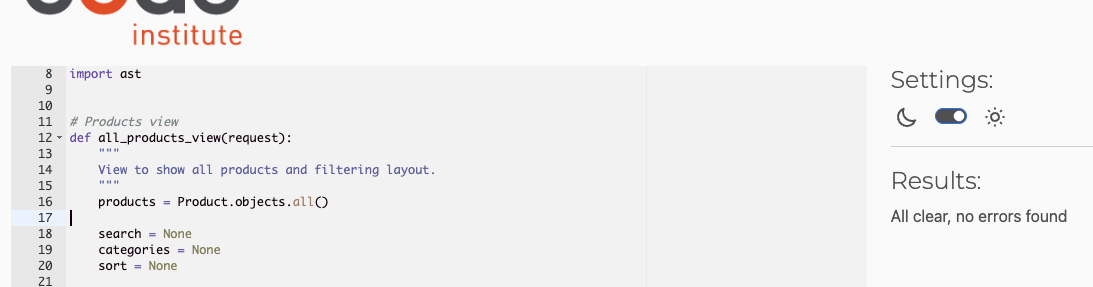 institute
8 import ast
9
10
11 # Products view
12 def all_products_view(request):
13     """
14     View to show all products and filtering layout.
15     """
16     products = Product.objects.all()
17
18     search = None
19     categories = None
20     sort = None
21
Settings:
Results:
All clear, no errors found